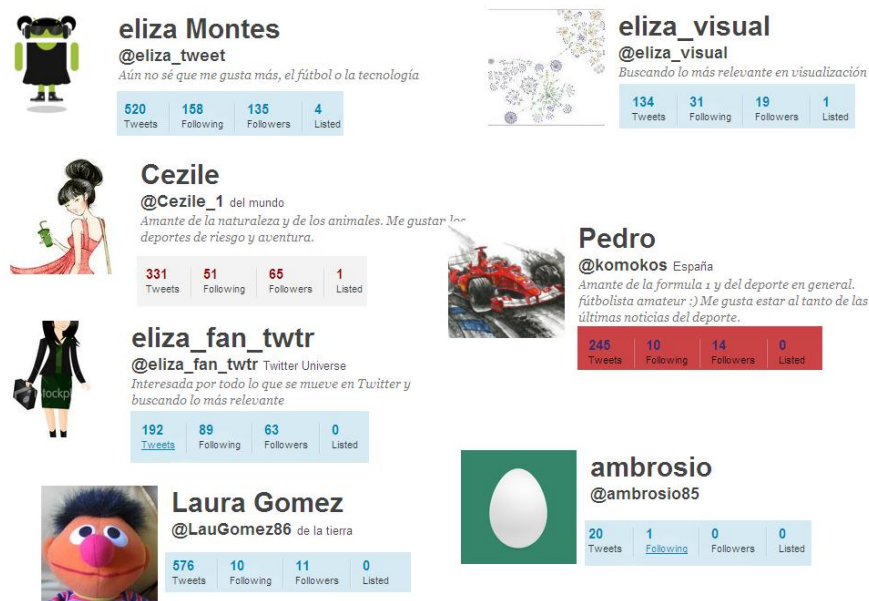 eliza Montes
@eliza_tweet
Aún no sé que me gusta más, el fútbol o la tecnología
520 158 135 4
Tweets Following Followers Listed
eliza_visual
@eliza_visual
Buscando lo más relevante en visualización
134 31 19 1
Tweets Following Followers Listed
Cezile
@Cezile_1 del mundo
Amante de la naturaleza y de los animales. Me gustan los
deportes de riesgo y aventura.
331 51 65 1
Tweets Following Followers Listed
Pedro
@komokos España
Amante de la formula 1 y del deporte en general.
fútbolista amateur :) Me gusta estar al tanto de las
últimas noticias del deporte.
245 10 14 0
Tweets Following Followers Listed
eliza_fan_twtr
@eliza_fan_twtr Twitter Universe
Interesada por todo lo que se mueve en Twitter y
buscando lo más relevante
192 89 63 0
Tweets Following Followers Listed
ambrosio
@ambrosio85
20 1 0 0
Tweets Following Followers Listed
Laura Gomez
@LauGomez86 de la tierra
576 10 11 0
Tweets Following Followers Listed